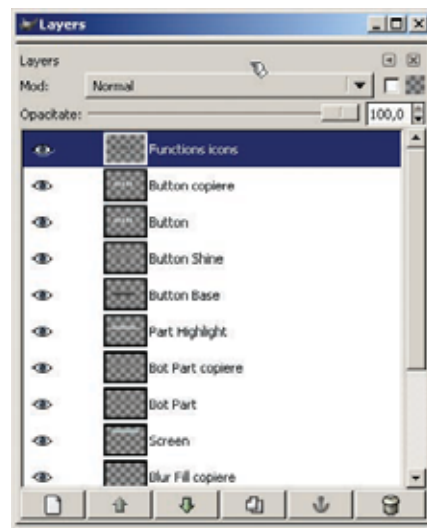 Layers
Layers
Mod: Normal
Opacitate: 100,0
Functions icons
Button copiere
Button
Button Shine
Button Base
Part Highlight
Bot Part copiere
Bot Part
Screen
Blur Fill copiere